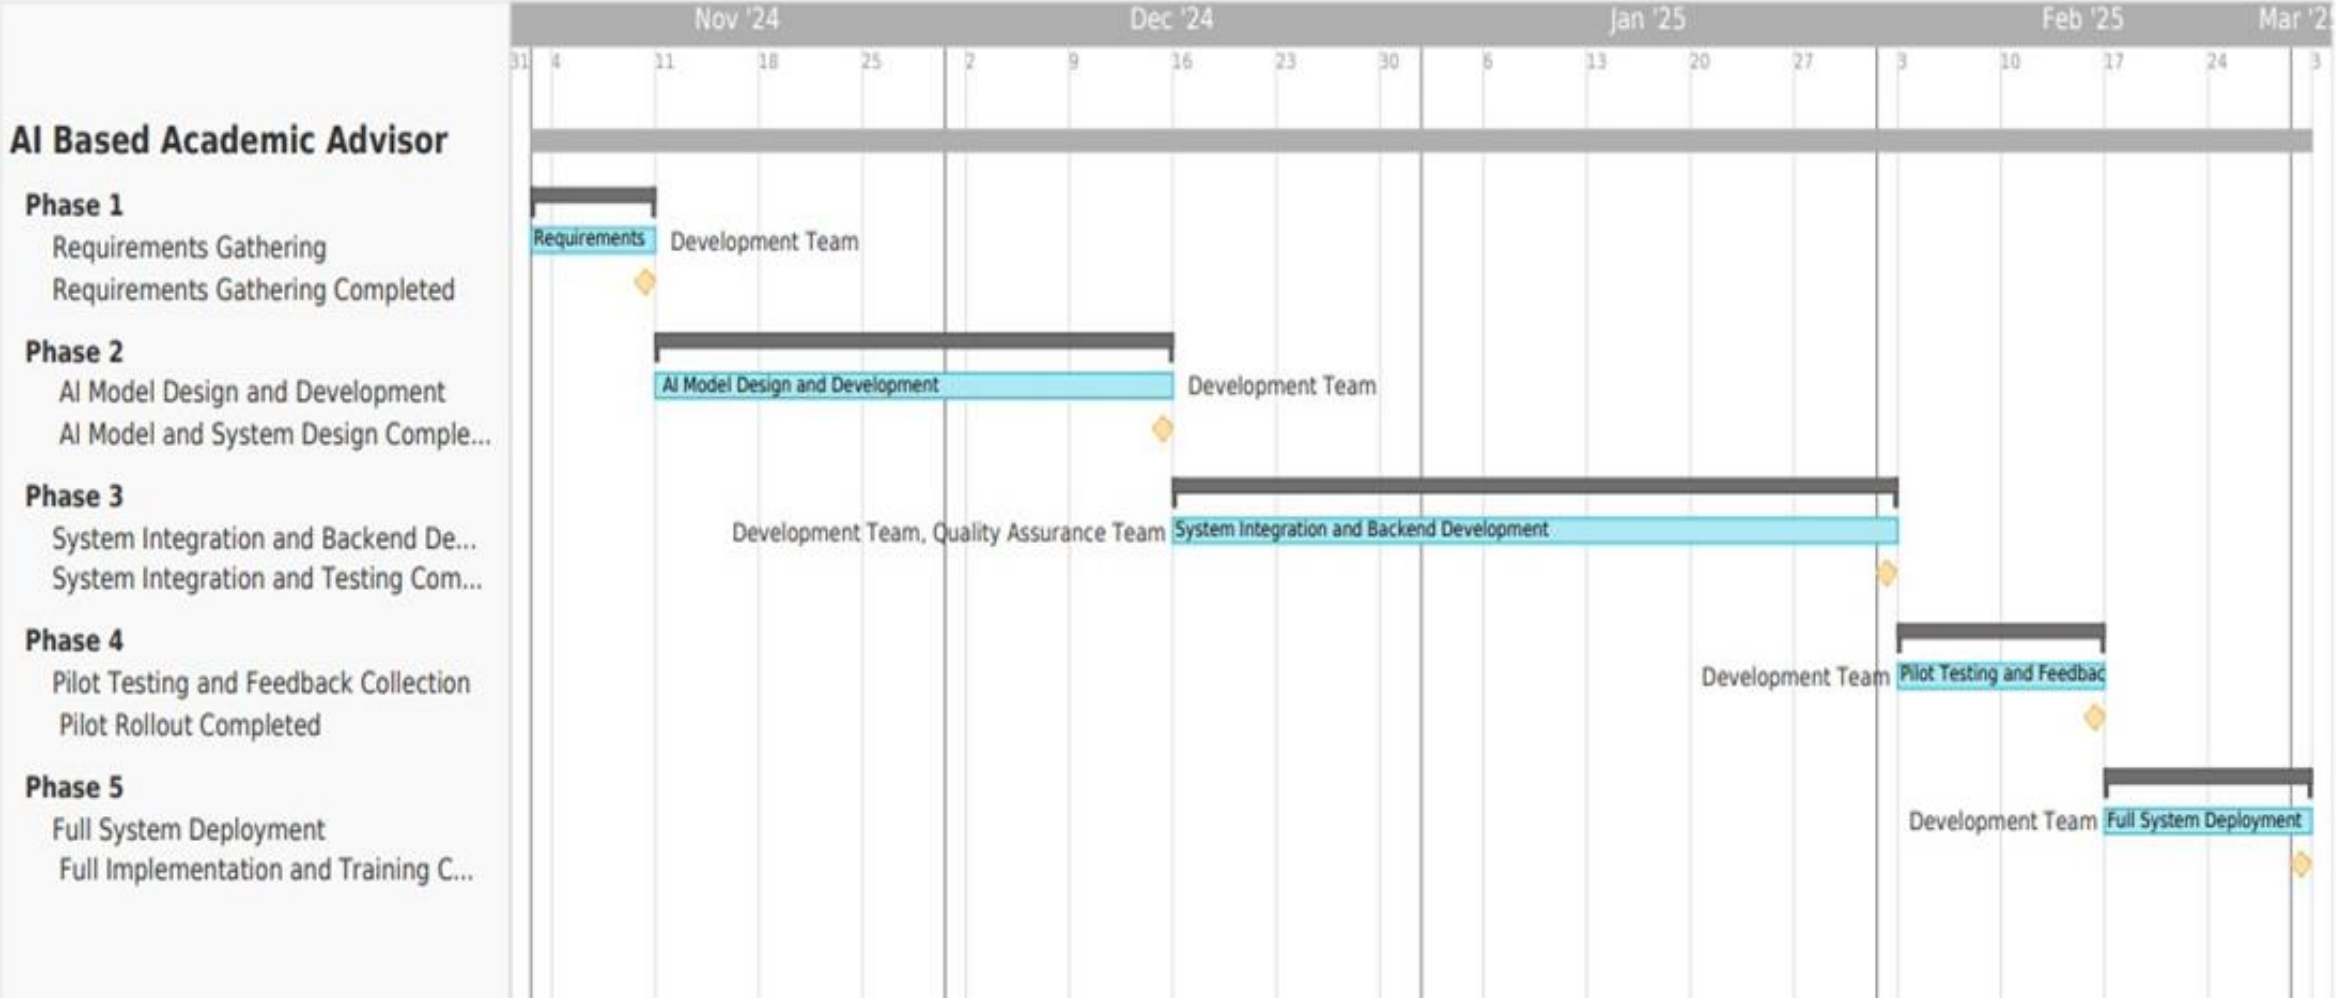 Nov '24 Dec '24 Jan '25 Feb '25 Mar '2
31 4 11 18 25 2 9 16 23 30 6 13 20 27 3 10 17 24 3
AI Based Academic Advisor
Phase 1
Requirements Gathering Requirements Development Team
Requirements Gathering Completed
Phase 2
AI Model Design and Development AI Model Design and Development Development Team
AI Model and System Design Comple...
Phase 3
System Integration and Backend De... Development Team, Quality Assurance Team System Integration and Backend Development
System Integration and Testing Com...
Phase 4
Pilot Testing and Feedback Collection Development Team Pilot Testing and Feedbac
Pilot Rollout Completed
Phase 5
Full System Deployment Development Team Full System Deployment
Full Implementation and Training C...